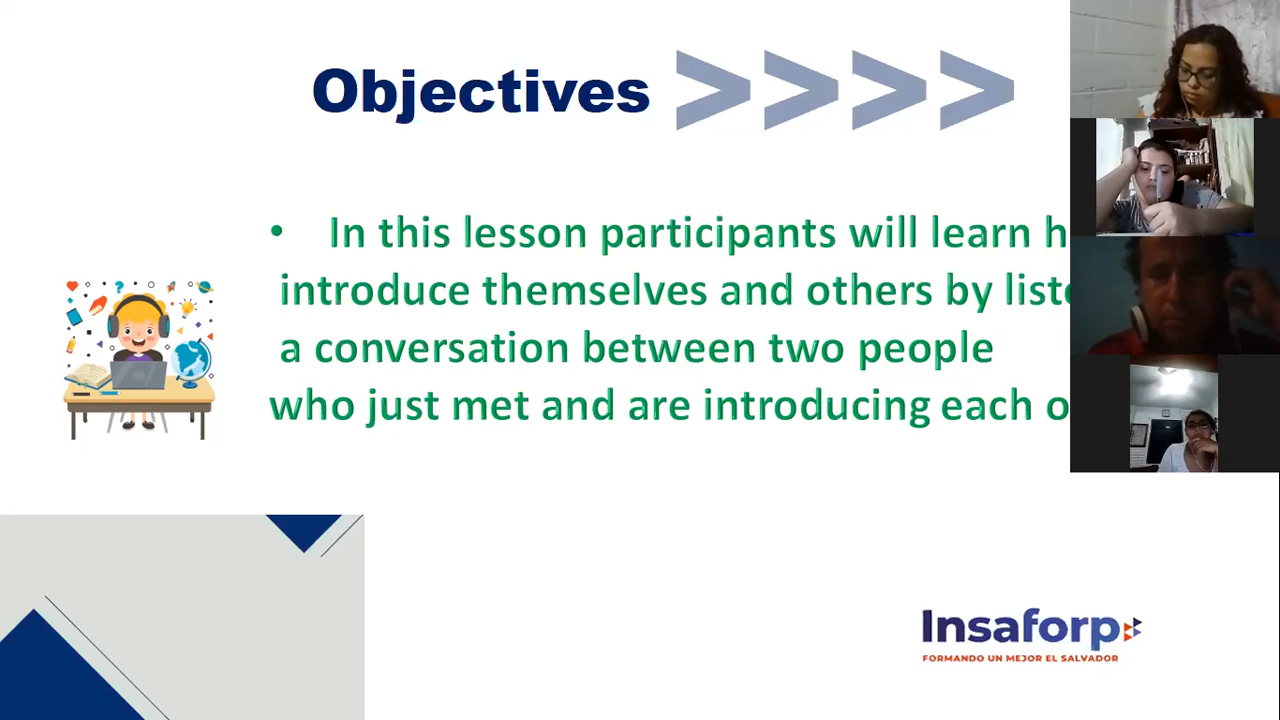 Objectives >>>>
• In this lesson participants will learn h
introduce themselves and others by liste
a conversation between two people
who just met and are introducing each o
Insaforp
FORMANDO UN MEJOR EL SALVADOR